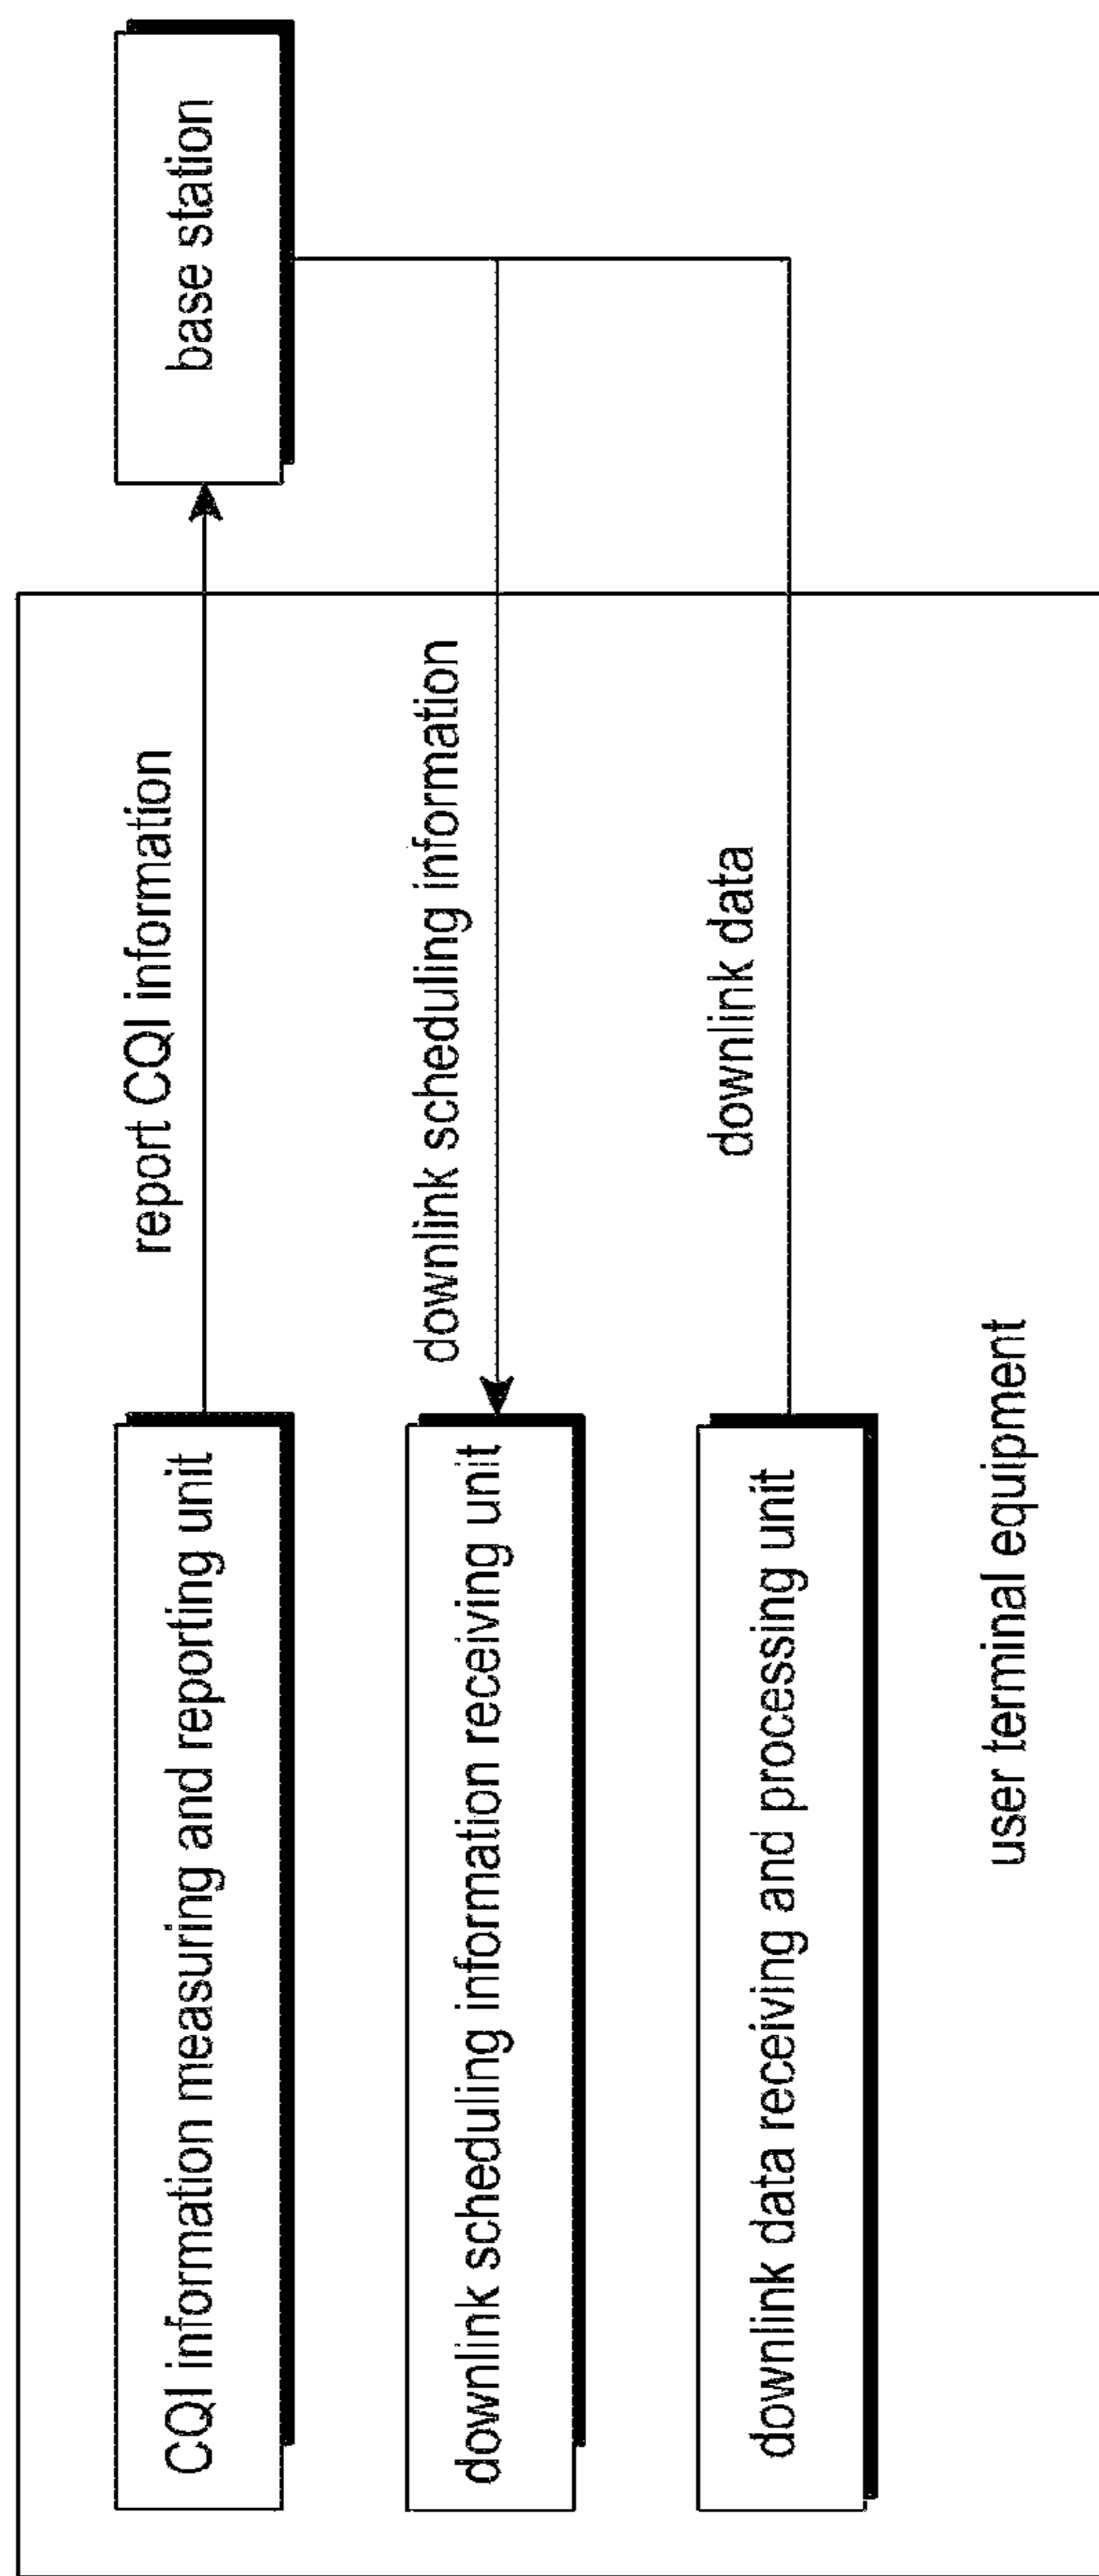 CQI information measuring and reporting unit
report CQI information
base station
downlink scheduling information receiving unit
downlink scheduling information
downlink data receiving and processing unit
downlink data
user terminal equipment